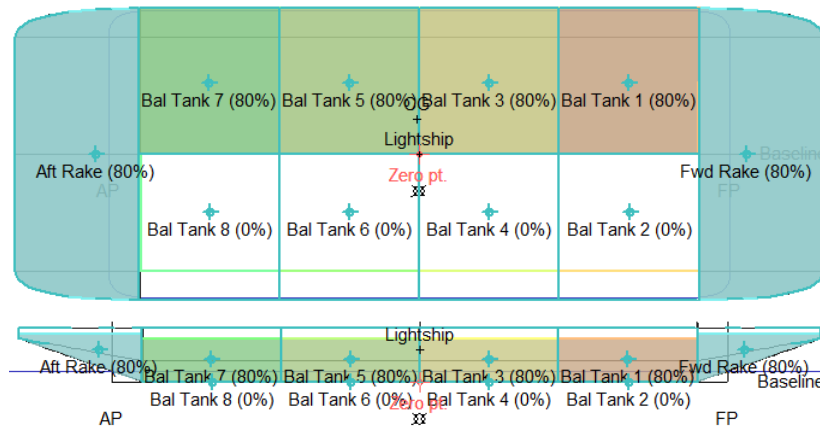 Bal Tank 7 (80%) Bal Tank 5 (80%) Bal Tank 3 (80%) Bal Tank 1 (80%)
CG
Lightship
Baseline
Aft Rake (80%) Zero pt. Fwd Rake (80%)
AP FP
Bal Tank 8 (0%) Bal Tank 6 (0%) Bal Tank 4 (0%) Bal Tank 2 (0%)
Lightship
Aft Rake (80%) Fwd Rake (80%)
Bal Tank 7 (80%) Bal Tank 5 (80%) Bal Tank 3 (80%) Bal Tank 1 (80%)
Baseline
Bal Tank 8 (0%) Bal Tank 6 (0%) Bal Tank 4 (0%) Bal Tank 2 (0%)
Zero pt.
AP FP